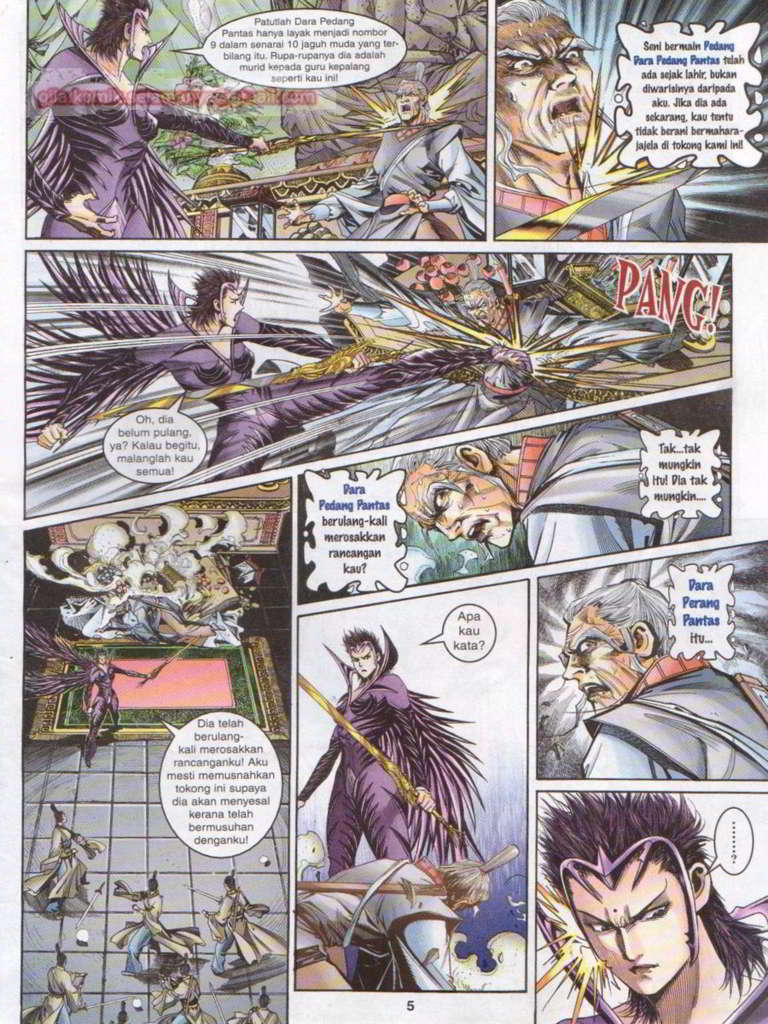 Patutlah Dara Pedang
Pantas hanya layak menjadi nombor
9 dalam senarai 10 jaguh muda yang ter-
bilang itu. Rupa-rupanya dia adalah
murid kepada guru kepalang
seperti kau ini!
Seni bermain Pedang
Dara Pedang Pantas telah
ada sejak lahir, bukan
diwarisinya daripada
aku. Jika dia ada
sekarang, kau tentu
tidak berani bermahara-
jajela di tokong kami ini!
PANG!
Oh, dia
belum pulang,
ya? Kalau begitu,
malanglah kau
semua!
Dara
Pedang Pantas
berulang-kali
merosakkan
rancangan
kau?
Tak...tak
mungkin
itu! Dia tak
mungkin....
Dia telah
berulang-
kali merosakkan
rancanganku! Aku
mesti memusnahkan
tokong ini supaya
dia akan menyesal
kerana telah
bermusuhan
denganku!
Apa
kau
kata?
Dara
Perang
Pantas
itu...
........?
5